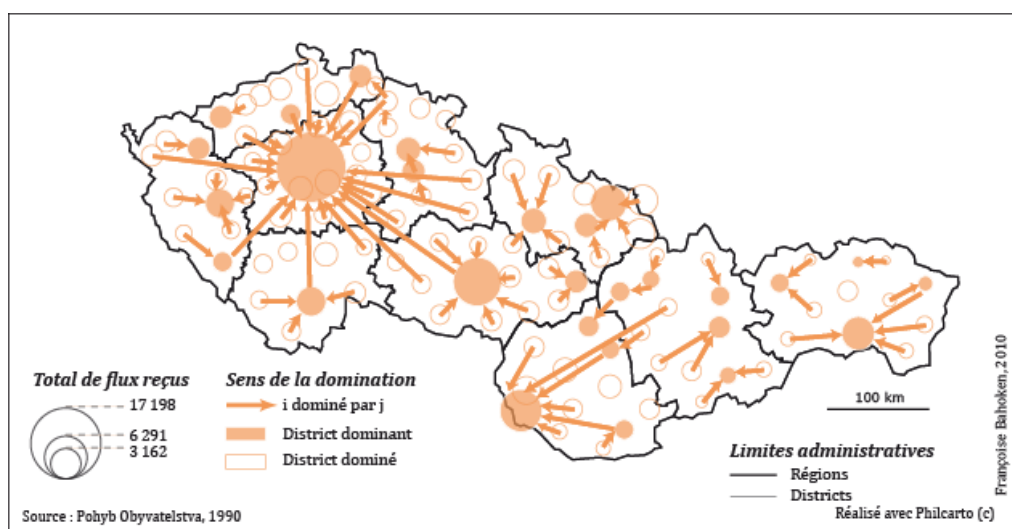 Total de flux reçus
17 198
6 291
3 162
Sens de la domination
i dominé par j
District dominant
District dominé
100 km
Limites administratives
Régions
Districts
Françoise Bahoken, 2010
Source : Pohyb Obyvatelstva, 1990
Réalisé avec Philcarto (c)